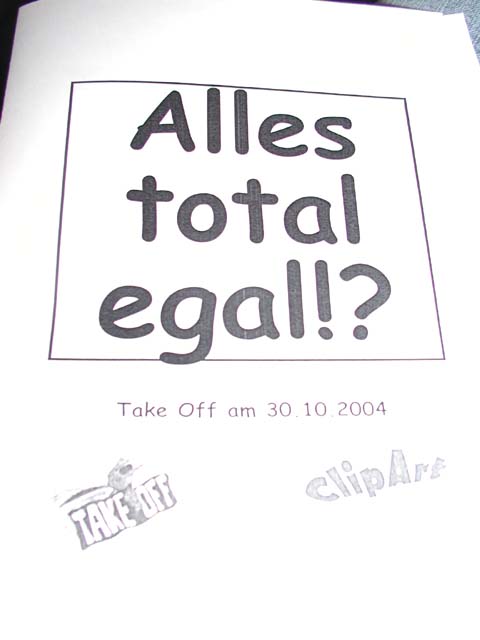 Alles
total
egal!?
Take Off am 30.10.2004
TAKE OFF
ClipArt